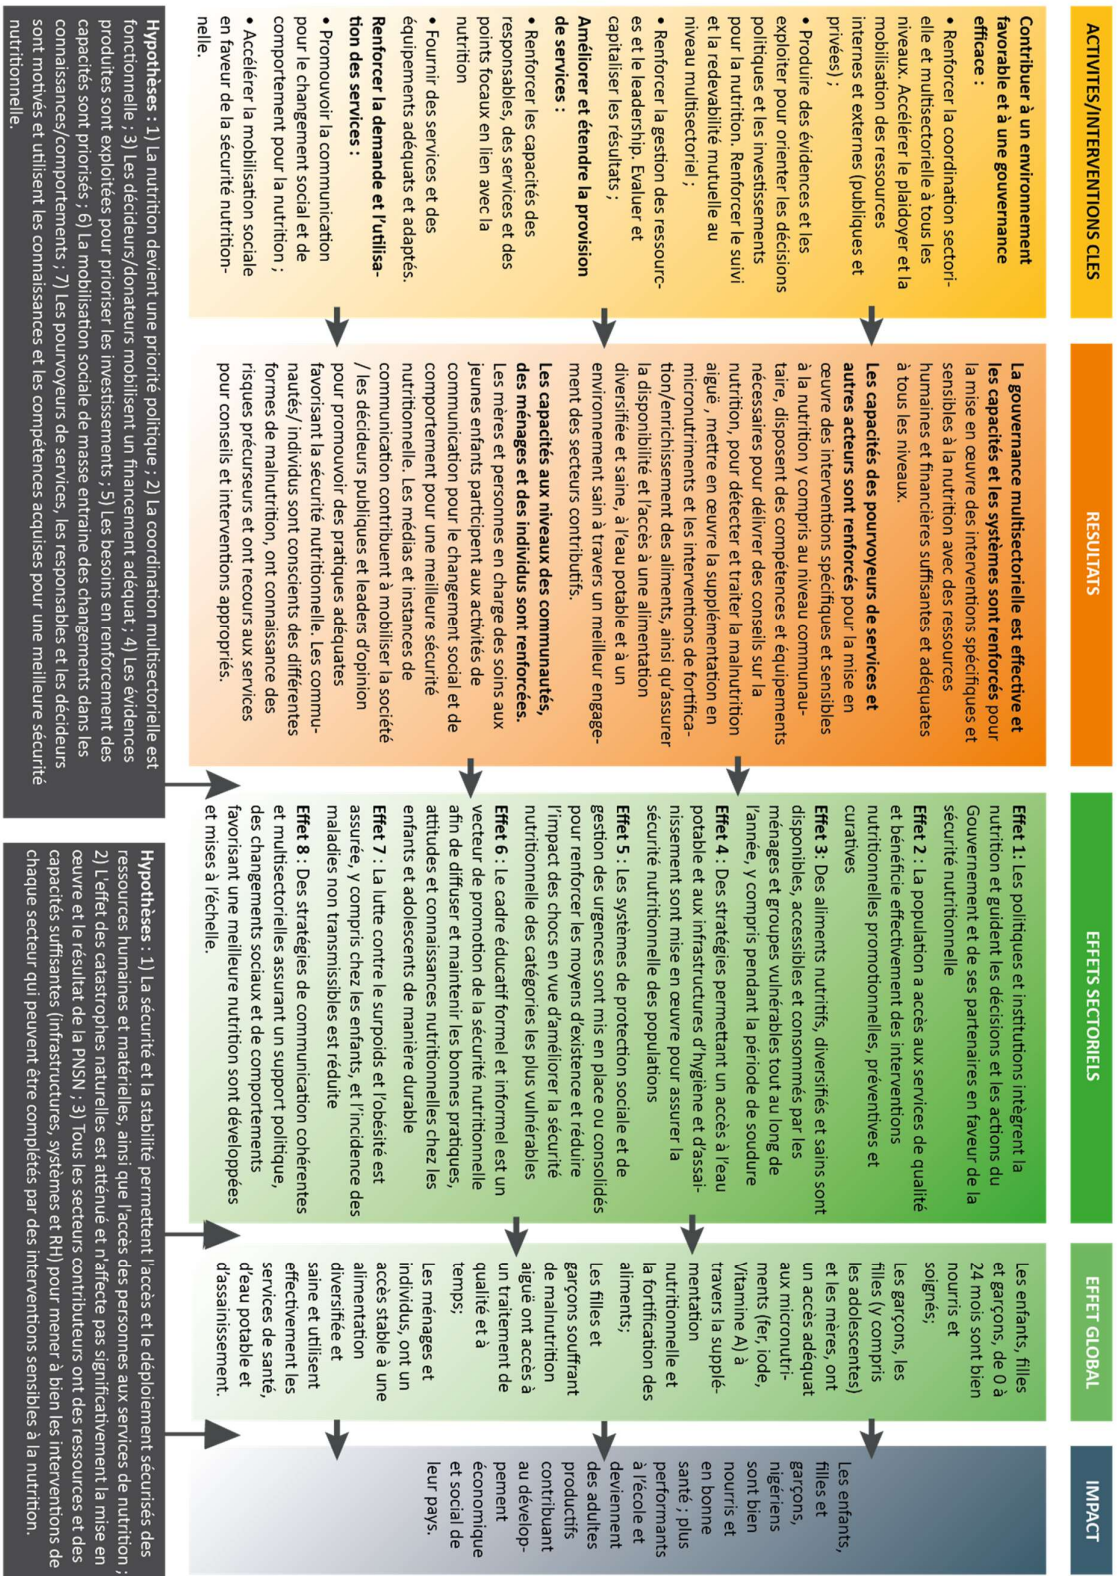 ACTIVITES/INTERVENTIONS CLES
Contribuer à un environnement
favorable et à une gouvernance
efficace :
• Renforcer la coordination sectori-
elle et multisectorielle à tous les
niveaux. Accélérer le plaidoyer et la
mobilisation des ressources
internes et externes (publiques et
privées) ;
• Produire des évidences et les
exploiter pour orienter les décisions
politiques et les investissements
pour la nutrition. Renforcer le suivi
et la redevabilité mutuelle au
niveau multisectoriel ;
• Renforcer la gestion des ressourc-
es et le leadership. Evaluer et
capitaliser les résultats ;
Améliorer et étendre la provision
de services :
• Renforcer les capacités des
responsables, des services et des
points focaux en lien avec la
nutrition
• Fournir des services et des
équipements adéquats et adaptés.
Renforcer la demande et l'utilisa-
tion des services :
• Promouvoir la communication
pour le changement social et de
comportement pour la nutrition ;
• Accélérer la mobilisation sociale
en faveur de la sécurité nutrition-
nelle.
RESULTATS
La gouvernance multisectorielle est effective et
les capacités et les systèmes sont renforcés pour
la mise en œuvre des interventions spécifiques et
sensibles à la nutrition avec des ressources
humaines et financières suffisantes et adéquates
à tous les niveaux.
Les capacités des pourvoyeurs de services et
autres acteurs sont renforcés pour la mise en
œuvre des interventions spécifiques et sensibles
à la nutrition y compris au niveau communau-
taire, disposent des compétences et équipements
nécessaires pour délivrer des conseils sur la
nutrition, pour détecter et traiter la malnutrition
aiguë , mettre en œuvre la supplémentation en
micronutriments et les interventions de fortifica-
tion/enrichissement des aliments, ainsi qu'assurer
la disponibilité et l'accès à une alimentation
diversifiée et saine, à l'eau potable et à un
environnement sain à travers un meilleur engage-
ment des secteurs contributifs.
Les capacités aux niveaux des communautés,
des ménages et des individus sont renforcées.
Les mères et personnes en charge des soins aux
jeunes enfants participent aux activités de
communication pour le changement social et de
comportement pour une meilleure sécurité
nutritionnelle. Les médias et instances de
communication contribuent à mobiliser la société
/ les décideurs publiques et leaders d'opinion
pour promouvoir des pratiques adéquates
favorisant la sécurité nutritionnelle. Les commu-
nautés/ individus sont conscients des différentes
formes de malnutrition, ont connaissance des
risques précurseurs et ont recours aux services
pour conseils et interventions appropriés.
EFFETS SECTORIELS
Effet 1: Les politiques et institutions intègrent la
nutrition et guident les décisions et les actions du
Gouvernement et de ses partenaires en faveur de la
sécurité nutritionnelle
Effet 2 : La population a accès aux services de qualité
et bénéficie effectivement des interventions
nutritionnelles promotionnelles, préventives et
curatives
Effet 3: Des aliments nutritifs, diversifiés et sains sont
disponibles, accessibles et consommés par les
ménages et groupes vulnérables tout au long de
l'année, y compris pendant la période de soudure
Effet 4 : Des stratégies permettant un accès à l'eau
potable et aux infrastructures d'hygiène et d'assai-
nissement sont mise en œuvre pour assurer la
sécurité nutritionnelle des populations
Effet 5 : Les systèmes de protection sociale et de
gestion des urgences sont mis en place ou consolidés
pour renforcer les moyens d'existence et réduire
l'impact des chocs en vue d'améliorer la sécurité
nutritionnelle des catégories les plus vulnérables
Effet 6 : Le cadre éducatif formel et informel est un
vecteur de promotion de la sécurité nutritionnelle
afin de diffuser et maintenir les bonnes pratiques,
attitudes et connaissances nutritionnelles chez les
enfants et adolescents de manière durable
Effet 7 : La lutte contre le surpoids et l'obésité est
assurée, y compris chez les enfants, et l'incidence des
maladies non transmissibles est réduite
Effet 8 : Des stratégies de communication cohérentes
et multisectorielles assurant un support politique,
des changements sociaux et de comportements
favorisant une meilleure nutrition sont développées
et mises à l'échelle.
EFFET GLOBAL
Les enfants, filles
et garçons, de 0 à
24 mois sont bien
nourris et
soignés;
Les garçons, les
filles (y compris
les adolescentes)
et les mères, ont
un accès adéquat
aux micronutri-
ments (fer, iode,
Vitamine A) à
travers la supplé-
mentation
nutritionnelle et
la fortification des
aliments;
Les filles et
garçons souffrant
de malnutrition
aiguë ont accès à
un traitement de
qualité et à
temps;
Les ménages et
individus, ont un
accès stable à une
alimentation
diversifiée et
saine et utilisent
effectivement les
services de santé,
d'eau potable et
d'assainissement.
IMPACT
Les enfants,
filles et
garçons,
nigériens
sont bien
nourris et
en bonne
santé ; plus
performants
à l'école et
deviennent
des adultes
productifs
contribuant
au dévelop-
pement
économique
et social de
leur pays.
Hypothèses : 1) La nutrition devient une priorité politique ; 2) La coordination multisectorielle est
fonctionnelle ; 3) Les décideurs/donateurs mobilisent un financement adéquat ; 4) Les évidences
produites sont exploitées pour prioriser les investissements ; 5) Les besoins en renforcement des
capacités sont priorisés ; 6) La mobilisation sociale de masse entraine des changements dans les
connaissances/comportements ; 7) Les pourvoyeurs de services, les responsables et les décideurs
sont motivés et utilisent les connaissances et les compétences acquises pour une meilleure sécurité
nutritionnelle.
Hypothèses : 1) La sécurité et la stabilité permettent l'accès et le déploiement sécurisés des
ressources humaines et matérielles, ainsi que l'accès des personnes aux services de nutrition ;
2) L'effet des catastrophes naturelles est atténué et n'affecte pas significativement la mise en
œuvre et le résultat de la PNSN ; 3) Tous les secteurs contributeurs ont des ressources et des
capacités suffisantes (infrastructures, systèmes et RH) pour mener à bien les interventions de
chaque secteur qui peuvent être complétés par des interventions sensibles à la nutrition.